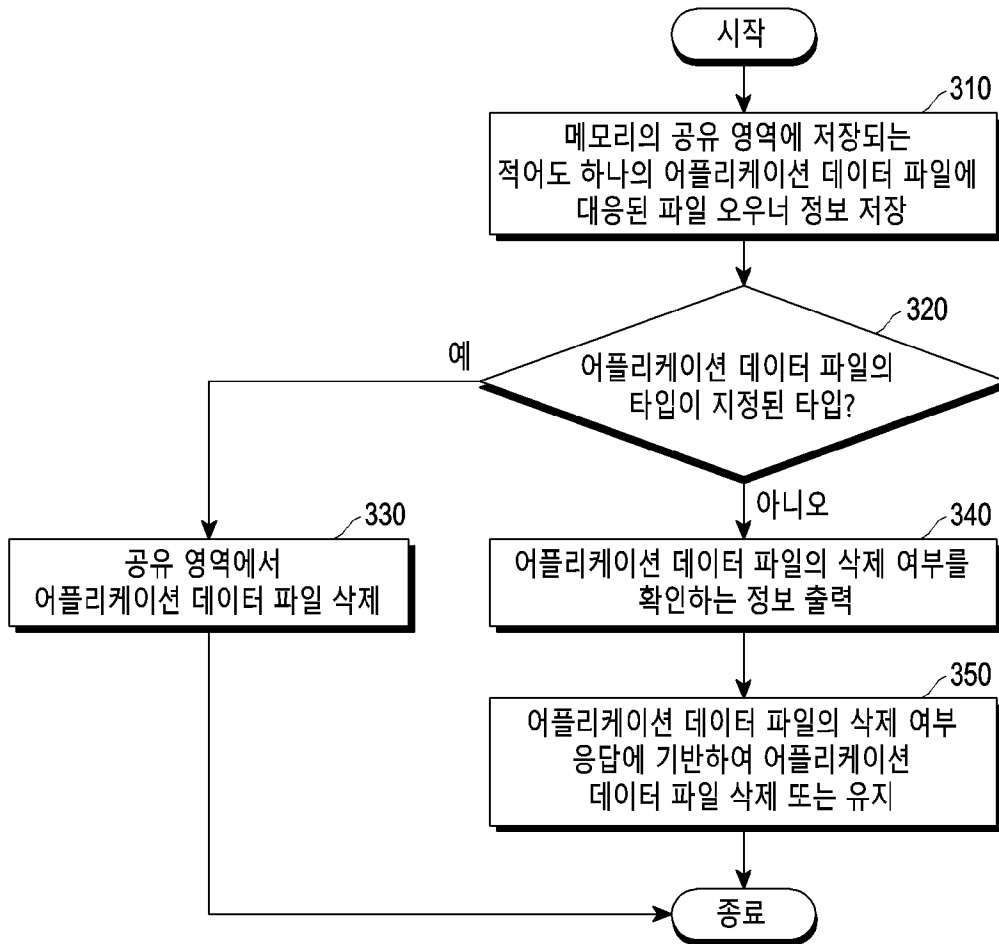 시작
310
메모리의 공유 영역에 저장되는
적어도 하나의 어플리케이션 데이터 파일에
대응된 파일 오우너 정보 저장
320
어플리케이션 데이터 파일의
타입이 지정된 타입?
예
아니오
330
공유 영역에서
어플리케이션 데이터 파일 삭제
340
어플리케이션 데이터 파일의 삭제 여부를
확인하는 정보 출력
350
어플리케이션 데이터 파일의 삭제 여부
응답에 기반하여 어플리케이션
데이터 파일 삭제 또는 유지
종료